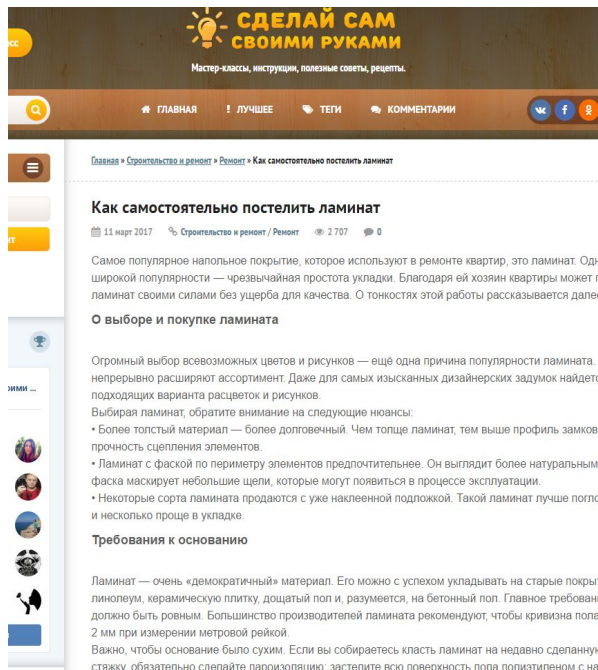 СДЕЛАЙ САМ
СВОИМИ РУКАМИ
Мастер-классы, инструкции, полезные советы, рецепты.
ГЛАВНАЯ ! ЛУЧШЕЕ ТЕГИ КОММЕНТАРИИ
Главная » Строительство и ремонт » Ремонт » Как самостоятельно постелить ламинат
Как самостоятельно постелить ламинат
11 март 2017 Строительство и ремонт / Ремонт 2 707 0
Самое популярное напольное покрытие, которое используют в ремонте квартир, это ламинат.
широкой популярности — чрезвычайная простота укладки. Благодаря ей хозяин квартиры может
ламинат своими силами без ущерба для качества. О тонкостях этой работы рассказывается
О выборе и покупке ламината
Огромный выбор всевозможных цветов и рисунков — ещё одна причина популярности ламината.
непрерывно расширяют ассортимент. Даже для самых изысканных дизайнерских задумок
подходящих варианта расцветок и рисунков.
Выбирая ламинат, обратите внимание на следующие нюансы:
• Более толстый материал — более долговечный. Чем толще ламинат, тем выше профиль
прочность сцепления элементов.
• Ламинат с фаской по периметру элементов предпочтительнее. Он выглядит более натуральным
фаска маскирует небольшие щели, которые могут появиться в процессе эксплуатации.
• Некоторые сорта ламината продаются с уже наклеенной подложкой. Такой ламинат лучше
и несколько проще в укладке.
Требования к основанию
Ламинат — очень «демократичный» материал. Его можно с успехом укладывать на старые
линолеум, керамическую плитку, дощатый пол и, разумеется, на бетонный пол. Главное
должно быть ровным. Большинство производителей ламината рекомендуют, чтобы кривизна пола
2 мм при измерении метровой рейкой.
Важно, чтобы основание было сухим. Если вы собираетесь класть ламинат на недавно
стяжку, обязательно сделайте пароизоляцию: застелите всю поверхность пола полиэтиленом с